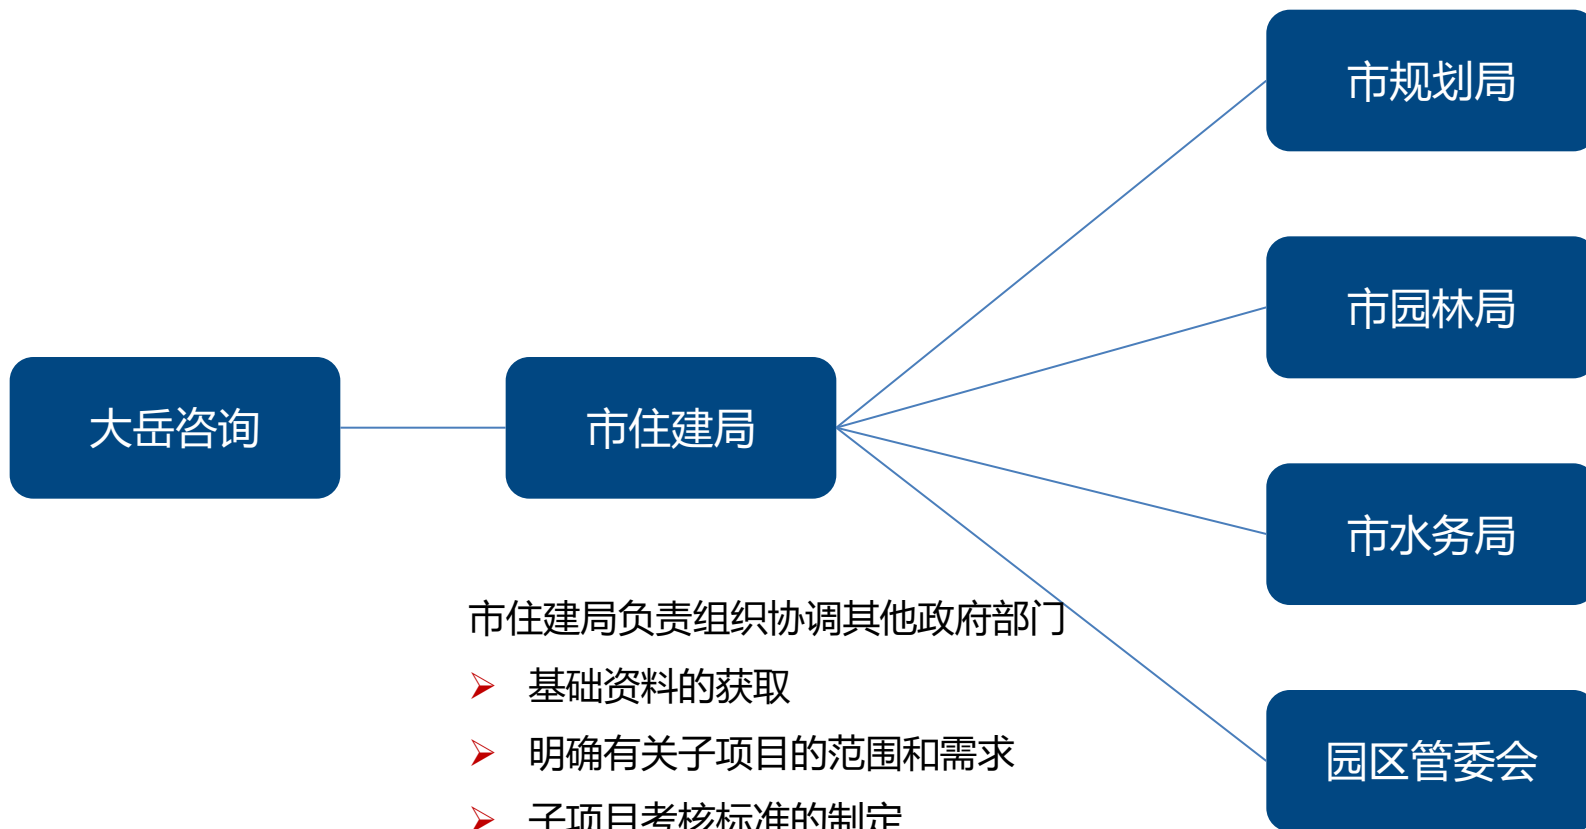 市规划局
市园林局
大岳咨询
市住建局
市水务局
市住建局负责组织协调其他政府部门
基础资料的获取
明确有关子项目的范围和需求
园区管委会
子项目考核标准的制定